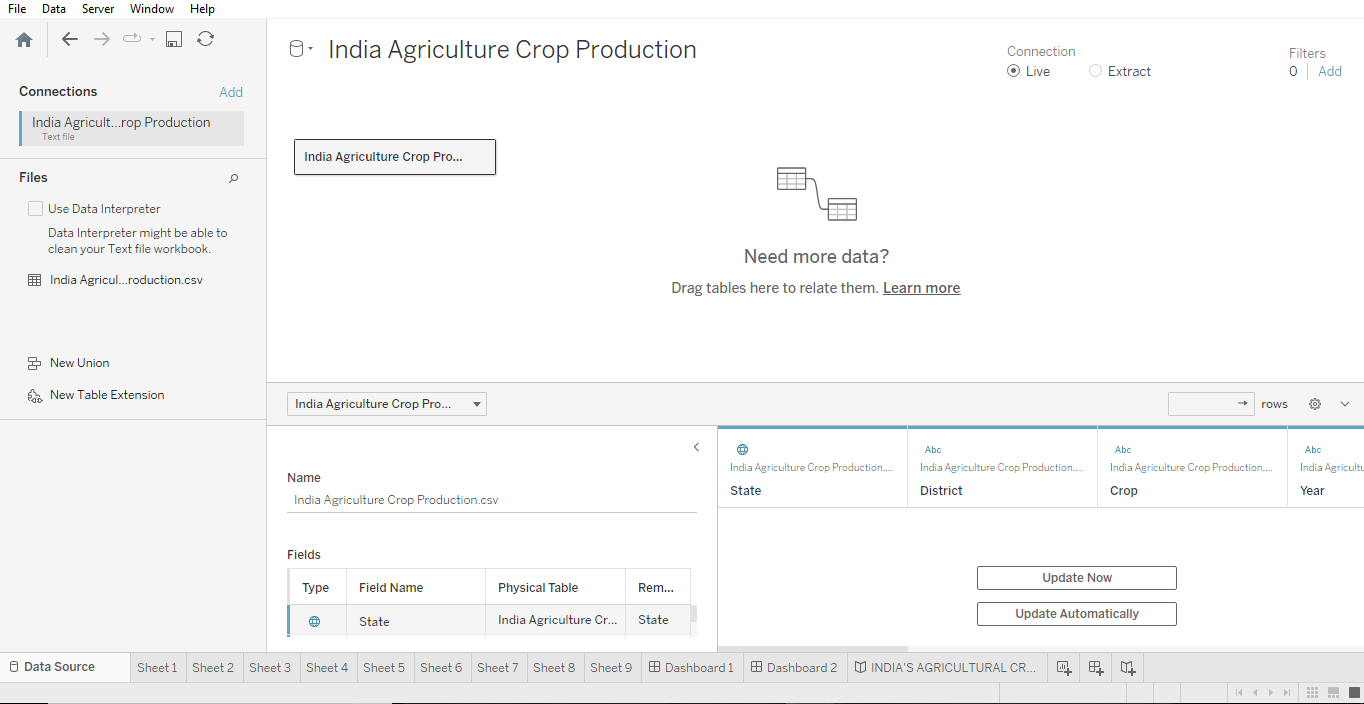 File Data Server Window Help
Connections Add
India Agricult...rop Production
Text file
Files
Use Data Interpreter
Data Interpreter might be able to
clean your Text file workbook.
India Agricul...roduction.csv
New Union
New Table Extension
India Agriculture Crop Production
Connection
Live Extract
Filters
0 Add
India Agriculture Crop Pro...
Need more data?
Drag tables here to relate them. Learn more
India Agriculture Crop Pro...
rows
Name
India Agriculture Crop Production.csv
Fields
Type Field Name Physical Table Rem...
State India Agriculture Cr... State
Abc Abc Abc
India Agriculture Crop Production.... India Agriculture Crop Production.... India Agriculture Crop Production.... India Agricultu
State District Crop Year
Update Now
Update Automatically
Data Source Sheet 1 Sheet 2 Sheet 3 Sheet 4 Sheet 5 Sheet 6 Sheet 7 Sheet 8 Sheet 9 Dashboard 1 Dashboard 2 INDIA'S AGRICULTURAL CR...